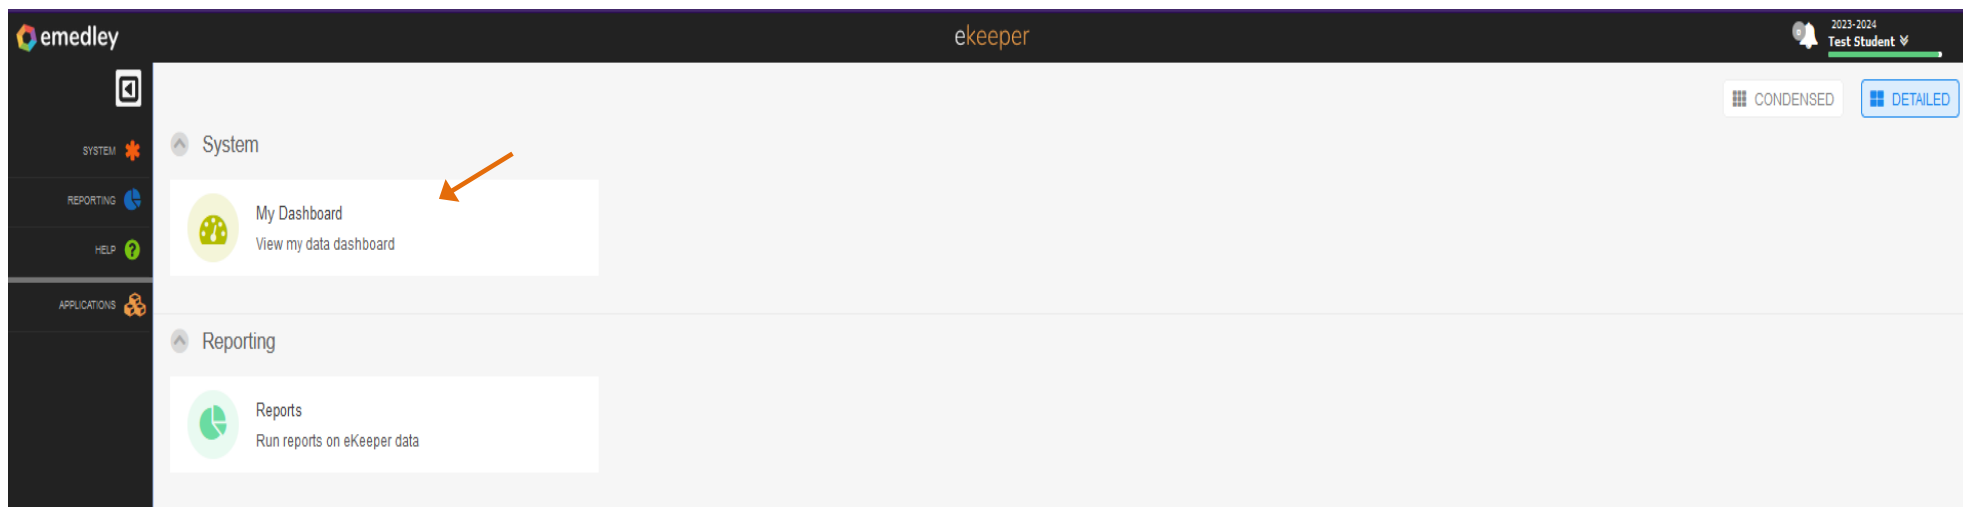 emedley
ekeeper
0
2023-2024
Test Student
CONDENSED
DETAILED
SYSTEM
REPORTING
HELP ?
APPLICATIONS
System
My Dashboard
View my data dashboard
Reporting
Reports
Run reports on eKeeper data